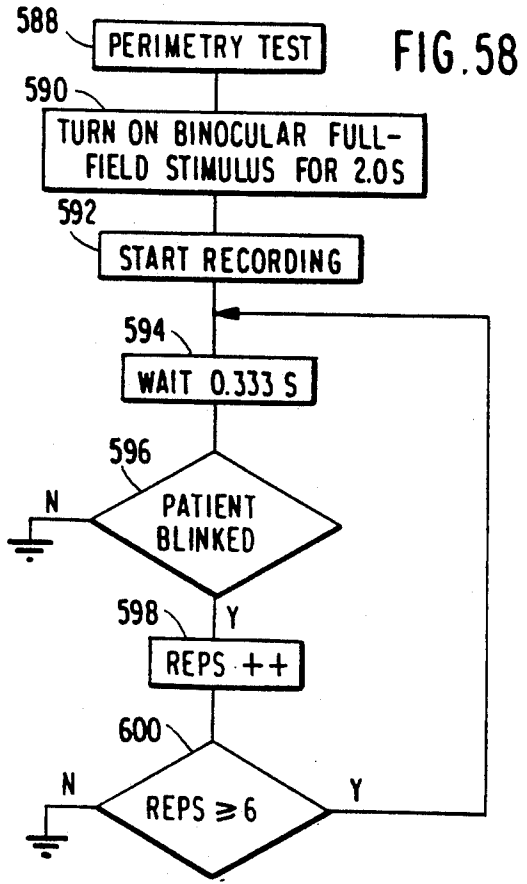 588
PERIMETRY TEST
FIG.58
590
TURN ON BINOCULAR FULL-
FIELD STIMULUS FOR 2.0S
592
START RECORDING
594
WAIT 0.333 S
596
N
PATIENT
BLINKED
Y
598
REPS ++
600
N
REPS ≥ 6
Y